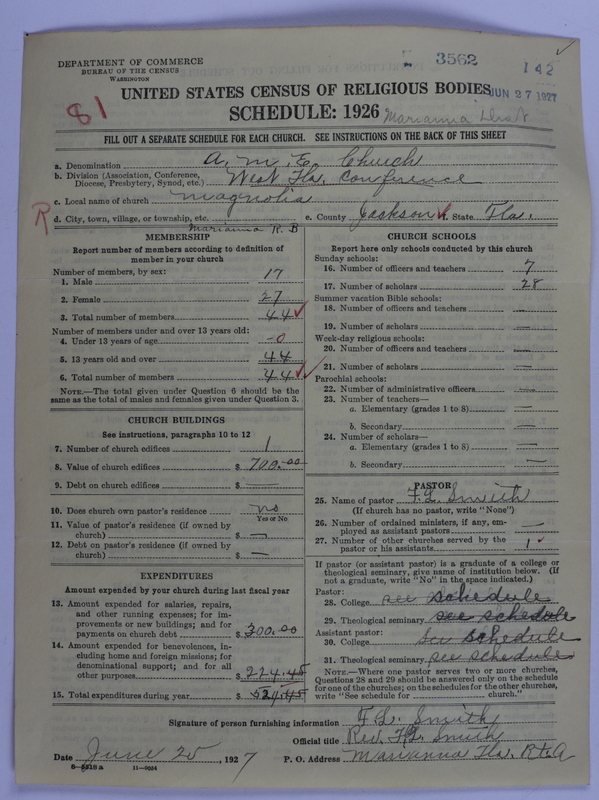 3562
142
DEPARTMENT OF COMMERCE
BUREAU OF THE CENSUS
WASHINGTON
UNITED STATES CENSUS OF RELIGIOUS BODIES
JUN 27 1927
81
SCHEDULE: 1926 Marianna Dist
FILL OUT A SEPARATE SCHEDULE FOR EACH CHURCH. SEE INSTRUCTIONS ON THE BACK OF THIS SHEET
a. Denomination A. M. E. Church
b. Division (Association, Conference, Diocese, Presbytery, Synod, etc.) West Fla. Conference
c. Local name of church Magnolia
R
d. City, town, village, or township, etc. Marianna R. B
e. County Jackson State Fla.
MEMBERSHIP
Report number of members according to definition of
member in your church
Number of members, by sex:
1. Male 17
2. Female 27
3. Total number of members 44
Number of members under and over 13 years old:
4. Under 13 years of age -0
5. 13 years old and over 44
6. Total number of members 44
NOTE.—The total given under Question 6 should be the
same as the total of males and females given under Question 3.
CHURCH BUILDINGS
See instructions, paragraphs 10 to 12
7. Number of church edifices 1
8. Value of church edifices $ 700.00
9. Debt on church edifices $ —
10. Does church own pastor's residence no
Yes or No
11. Value of pastor's residence (if owned by
church) $ —
12. Debt on pastor's residence (if owned by
church) $ —
EXPENDITURES
Amount expended by your church during last fiscal year
13. Amount expended for salaries, repairs,
and other running expenses; for im-
provements or new buildings; and for
payments on church debt $ 300.00
14. Amount expended for benevolences, in-
cluding home and foreign missions; for
denominational support; and for all
other purposes $ 224.45
15. Total expenditures during year $ 524.45
CHURCH SCHOOLS
Report here only schools conducted by this church
Sunday schools:
16. Number of officers and teachers 7
17. Number of scholars 28
Summer vacation Bible schools:
18. Number of officers and teachers —
19. Number of scholars —
Week-day religious schools:
20. Number of officers and teachers —
21. Number of scholars —
Parochial schools:
22. Number of administrative officers —
23. Number of teachers—
a. Elementary (grades 1 to 8) —
b. Secondary —
24. Number of scholars—
a. Elementary (grades 1 to 8) —
b. Secondary —
PASTOR
25. Name of pastor F. L. Smith
(If church has no pastor, write "None")
26. Number of ordained ministers, if any, em-
ployed as assistant pastors —
27. Number of other churches served by the
pastor or his assistants 1
If pastor (or assistant pastor) is a graduate of a college or
theological seminary, give name of institution below. (If
not a graduate, write "No" in the space indicated.)
Pastor:
28. College see schedule
29. Theological seminary see schedule
Assistant pastor:
30. College see schedule
31. Theological seminary see schedule
NOTE.—Where one pastor serves two or more churches,
Questions 28 and 29 should be answered only on the schedule
for one of the churches; on the schedules for the other churches,
write "See schedule for church."
Signature of person furnishing information F. L. Smith
Official title Rev. F. L. Smith
Date June 25, 1927
P. O. Address Marianna Fla. Rt. A
8—5518 a 11—9864